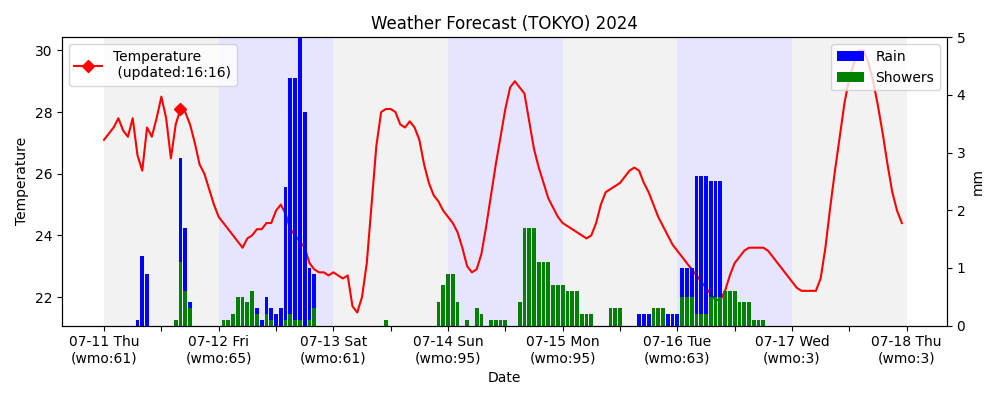 Weather Forecast (TOKYO) 2024
Temperature
(updated:16:16)
Rain
Showers
30
28
26
24
22
Temperature
5
4
3
2
1
0
mm
07-11 Thu 07-12 Fri 07-13 Sat 07-14 Sun 07-15 Mon 07-16 Tue 07-17 Wed 07-18 Thu
(wmo:61) (wmo:65) (wmo:61) (wmo:95) (wmo:95) (wmo:63) (wmo:3) (wmo:3)
Date